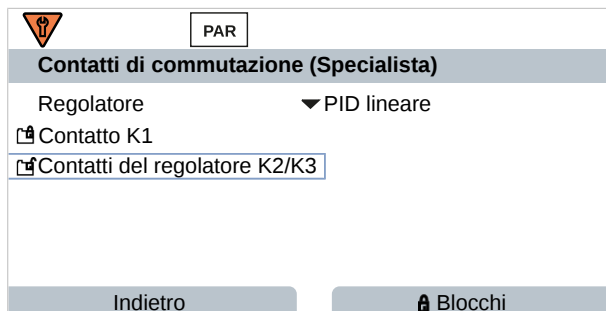 PAR
Contatti di commutazione (Specialista)
Regolatore PID lineare
Contatto K1
Contatti del regolatore K2/K3
Indietro Blocchi